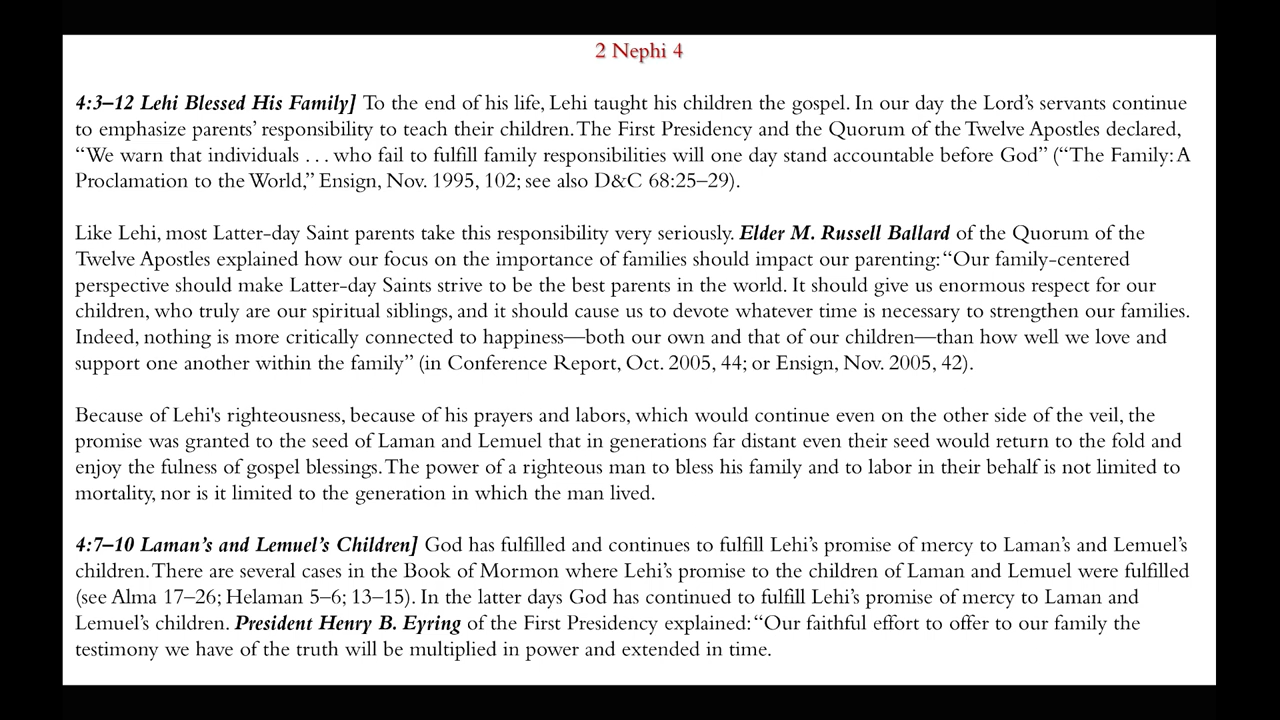 2 Nephi 4
4:3–12 Lehi Blessed His Family] To the end of his life, Lehi taught his children the gospel. In our day the Lord’s servants continue
to emphasize parents’ responsibility to teach their children. The First Presidency and the Quorum of the Twelve Apostles declared,
“We warn that individuals . . . who fail to fulfill family responsibilities will one day stand accountable before God” (“The Family: A
Proclamation to the World,” Ensign, Nov. 1995, 102; see also D&C 68:25–29).
Like Lehi, most Latter-day Saint parents take this responsibility very seriously. Elder M. Russell Ballard of the Quorum of the
Twelve Apostles explained how our focus on the importance of families should impact our parenting: “Our family-centered
perspective should make Latter-day Saints strive to be the best parents in the world. It should give us enormous respect for our
children, who truly are our spiritual siblings, and it should cause us to devote whatever time is necessary to strengthen our families.
Indeed, nothing is more critically connected to happiness—both our own and that of our children—than how well we love and
support one another within the family” (in Conference Report, Oct. 2005, 44; or Ensign, Nov. 2005, 42).
Because of Lehi's righteousness, because of his prayers and labors, which would continue even on the other side of the veil, the
promise was granted to the seed of Laman and Lemuel that in generations far distant even their seed would return to the fold and
enjoy the fulness of gospel blessings. The power of a righteous man to bless his family and to labor in their behalf is not limited to
mortality, nor is it limited to the generation in which the man lived.
4:7–10 Laman’s and Lemuel’s Children] God has fulfilled and continues to fulfill Lehi’s promise of mercy to Laman’s and Lemuel’s
children. There are several cases in the Book of Mormon where Lehi’s promise to the children of Laman and Lemuel were fulfilled
(see Alma 17–26; Helaman 5–6; 13–15). In the latter days God has continued to fulfill Lehi’s promise of mercy to Laman and
Lemuel’s children. President Henry B. Eyring of the First Presidency explained: “Our faithful effort to offer to our family the
testimony we have of the truth will be multiplied in power and extended in time.